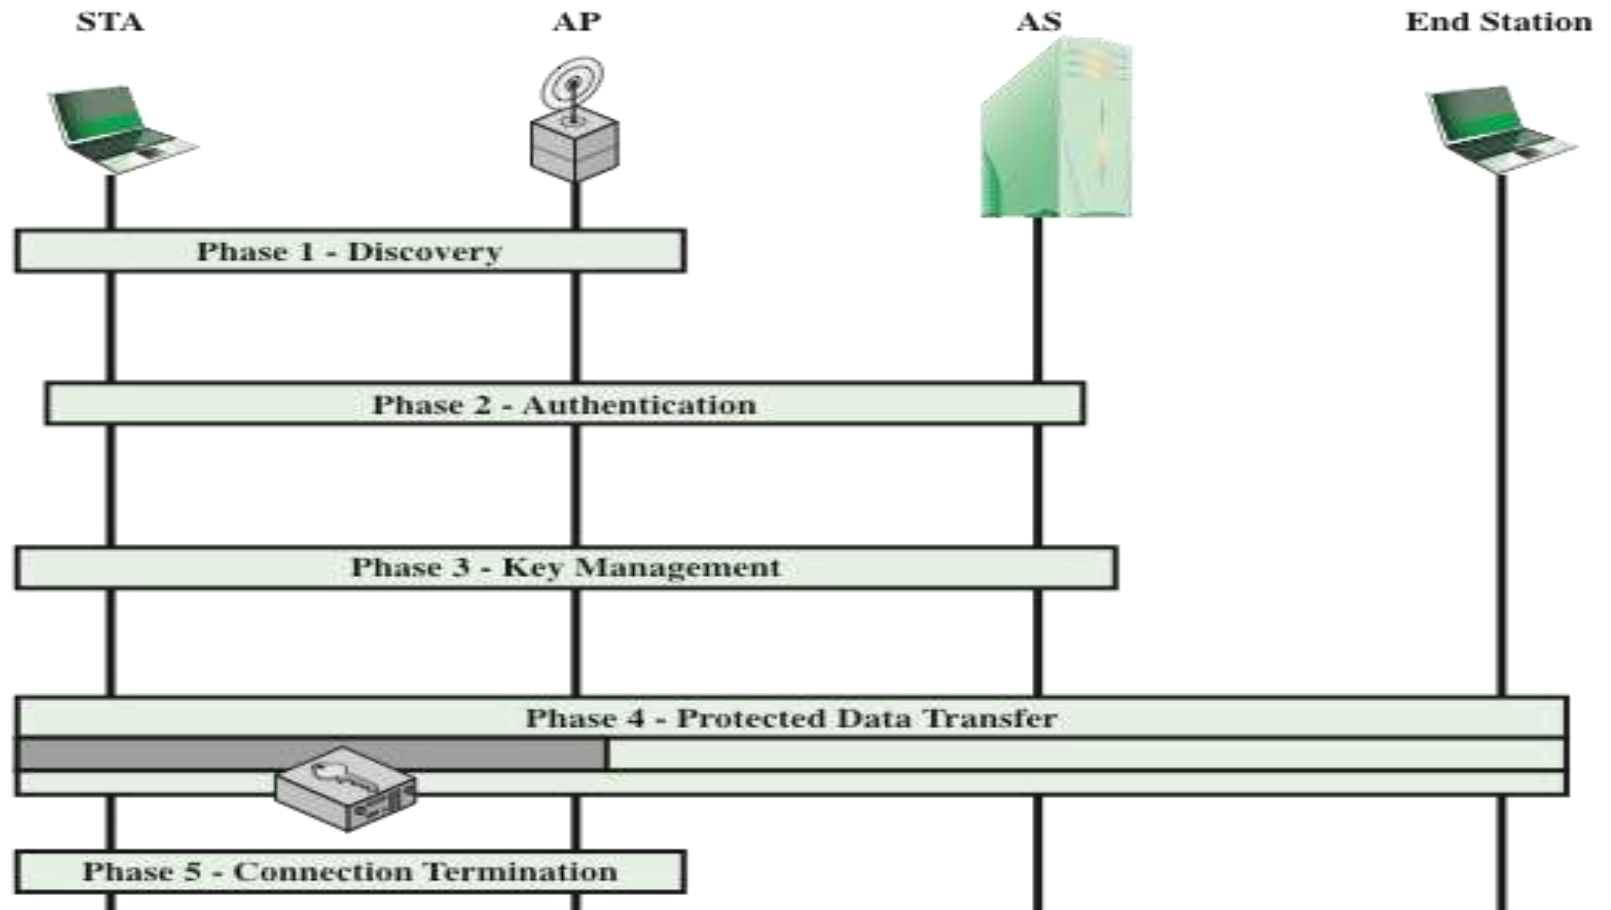 STA AP AS End Station
Phase 1 - Discovery
Phase 2 - Authentication
Phase 3 - Key Management
Phase 4 - Protected Data Transfer
Phase 5 - Connection Termination